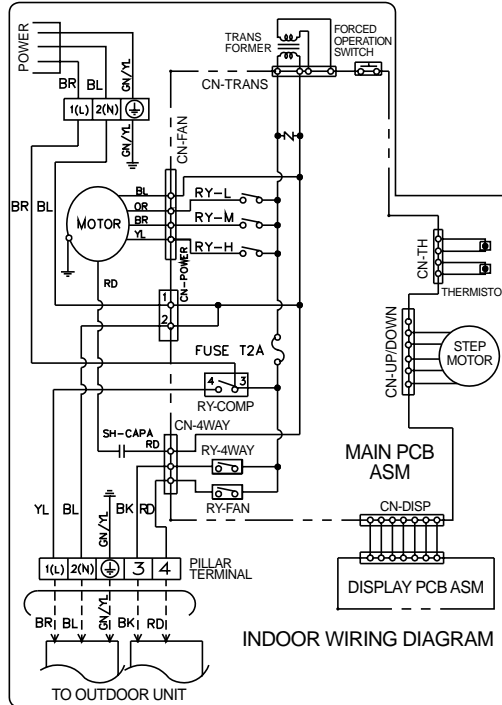 POWER
BR
BL
GN/YL
1(L)
2(N)
GN/YL
BR
BL
TRANS
FORMER
FORCED
OPERATION
SWITCH
CN-TRANS
CN-FAN
BL
OR
BR
YL
MOTOR
RY-L
RY-M
RY-H
RD
CN-POWER
1
2
FUSE T2A
4
3
RY-COMP
CN-TH
THERMISTO
CN-UP/DOWN
STEP
MOTOR
SH-CAPA
RD
CN-4WAY
RY-4WAY
RY-FAN
MAIN PCB
ASM
CN-DISP
DISPLAY PCB ASM
YL
BL
GN/YL
BK
RD
1(L)
2(N)
3
4
PILLAR
TERMINAL
BR
BL
GN/YL
BK
RD
TO OUTDOOR UNIT
INDOOR WIRING DIAGRAM